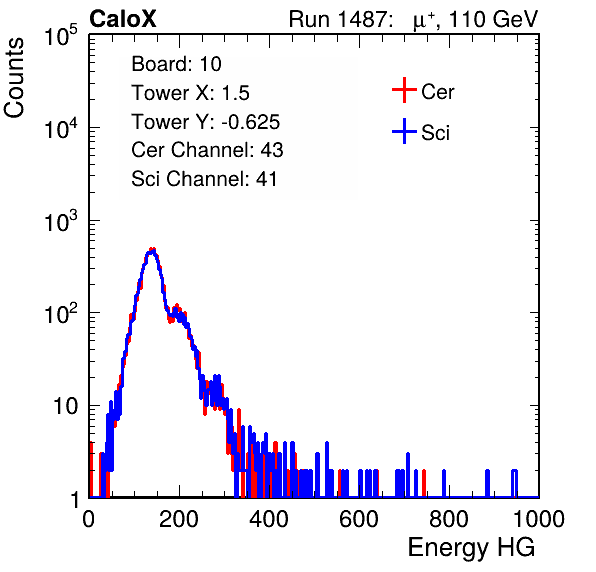 CaloX Run 1487: μ⁺, 110 GeV
Counts
10⁵
10⁴
10³
10²
10
1
Board: 10
Tower X: 1.5
Tower Y: -0.625
Cer Channel: 43
Sci Channel: 41
Cer
Sci
0 200 400 600 800 1000
Energy HG